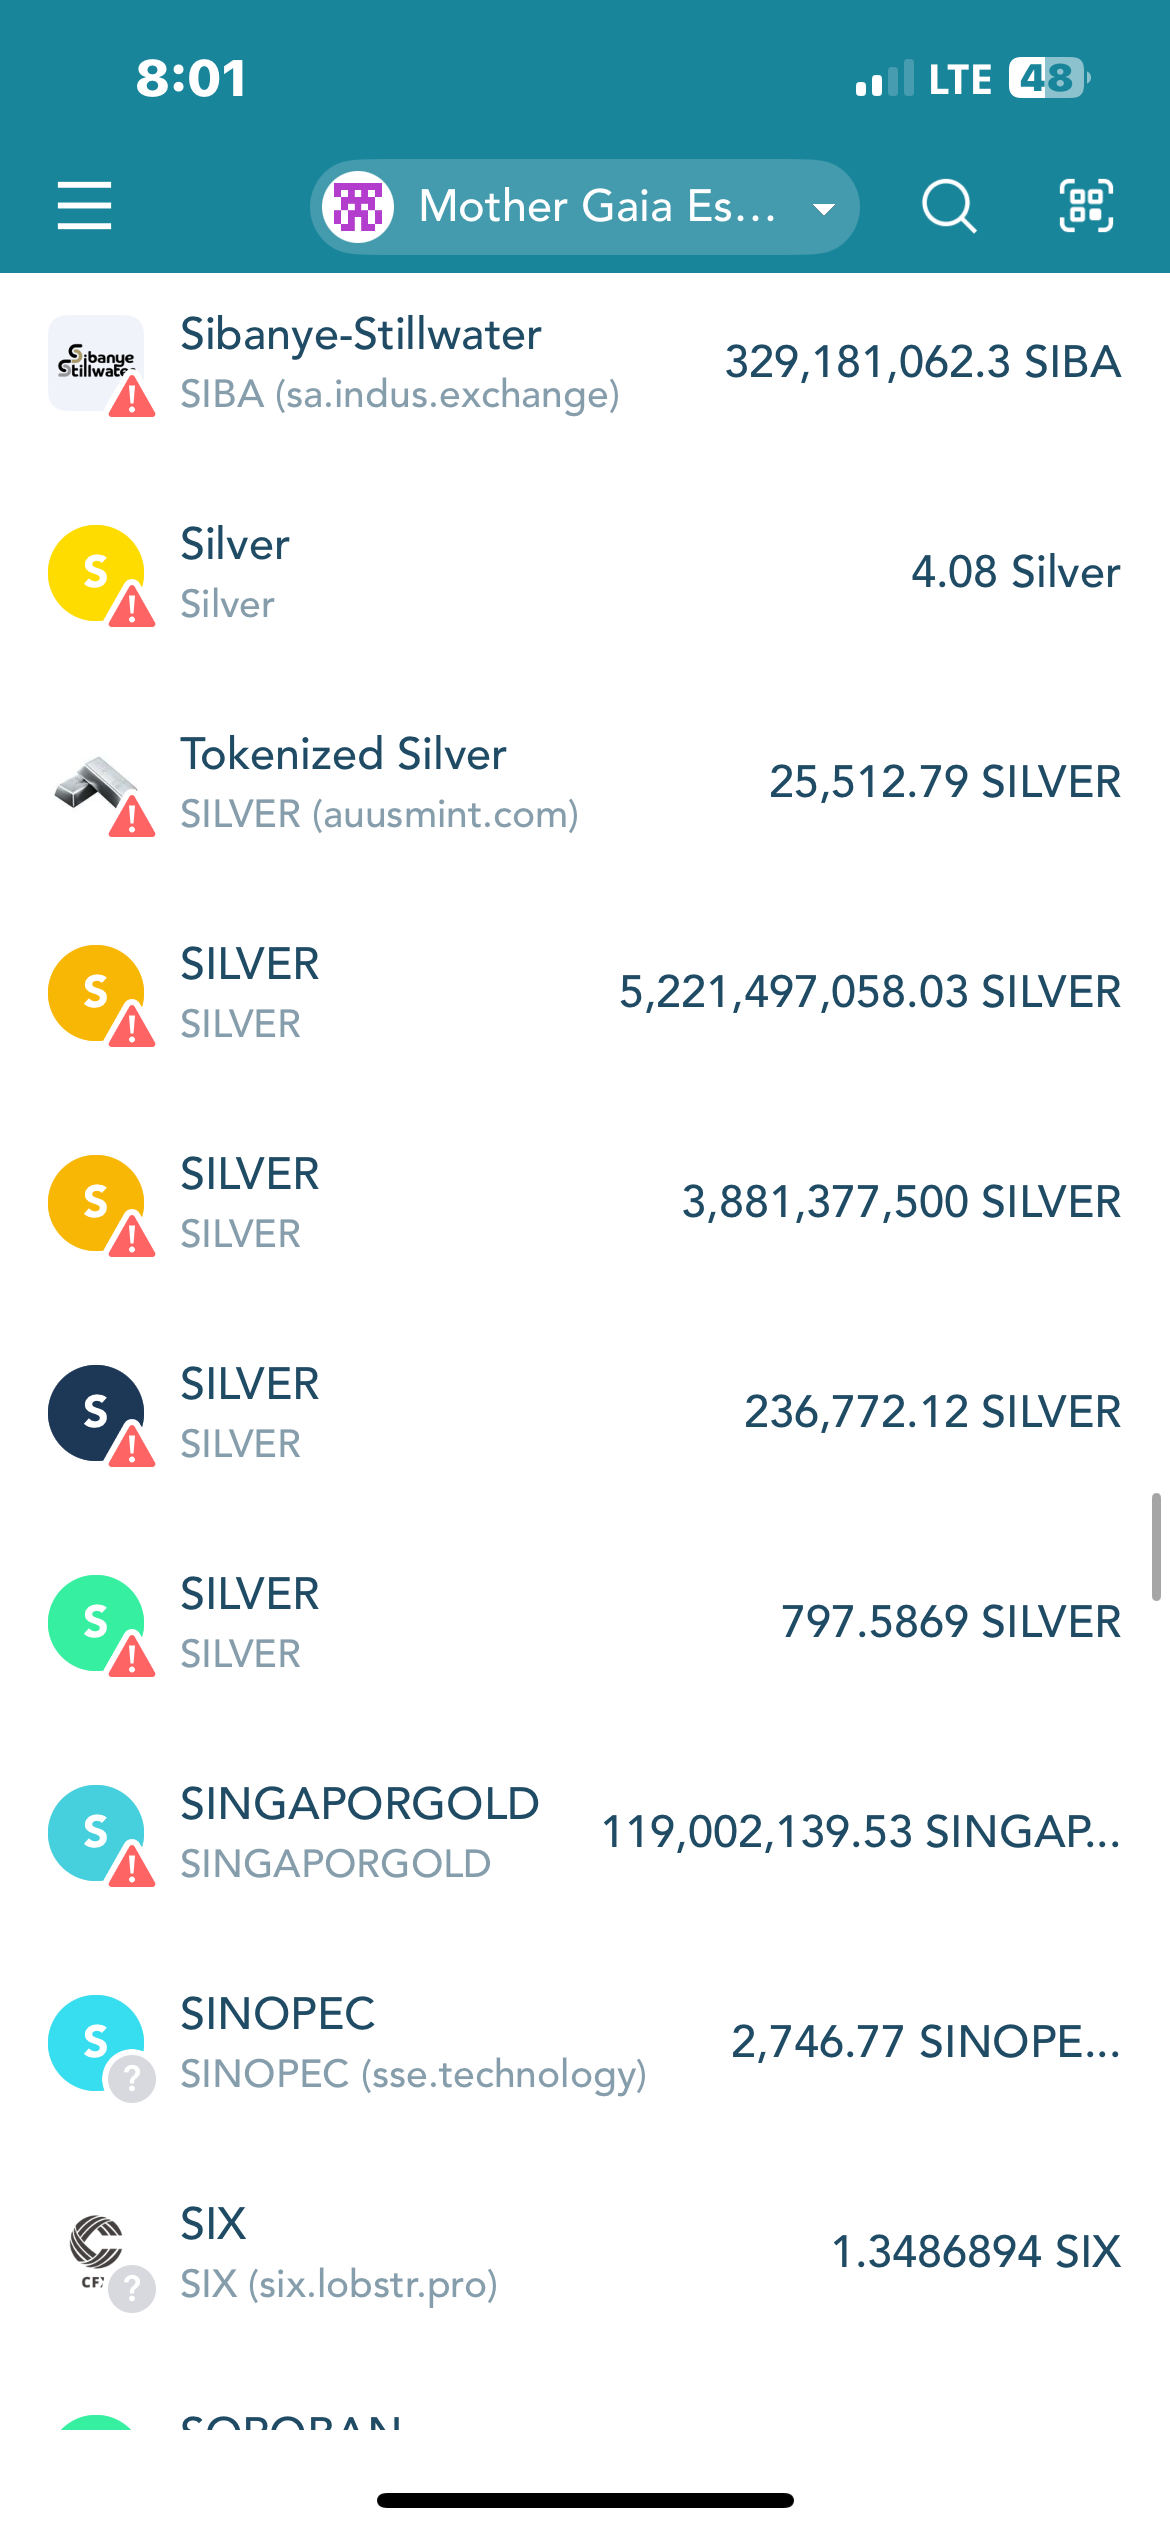 8:01
LTE 48
Mother Gaia Es...
Sibanye-Stillwater
329,181,062.3 SIBA
SIBA (sa.indus.exchange)
Sibanye
Stillwater
Silver
4.08 Silver
S
Silver
Tokenized Silver
25,512.79 SILVER
SILVER (auusmint.com)
SILVER
5,221,497,058.03 SILVER
S
SILVER
SILVER
3,881,377,500 SILVER
S
SILVER
SILVER
236,772.12 SILVER
S
SILVER
SILVER
797.5869 SILVER
S
SILVER
SINGAPORGOLD
119,002,139.53 SINGAP...
S
SINGAPORGOLD
SINOPEC
2,746.77 SINOPE...
S
?
SINOPEC (sse.technology)
SIX
1.3486894 SIX
CF
?
SIX (six.lobstr.pro)